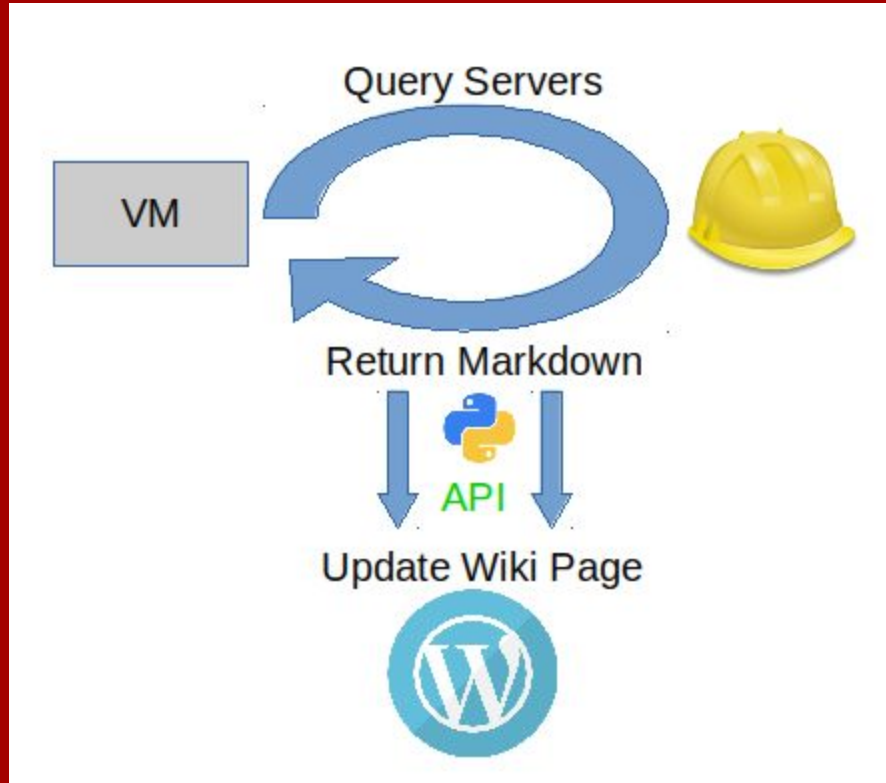 Query Servers
VM
Return Markdown
API
Update Wiki Page